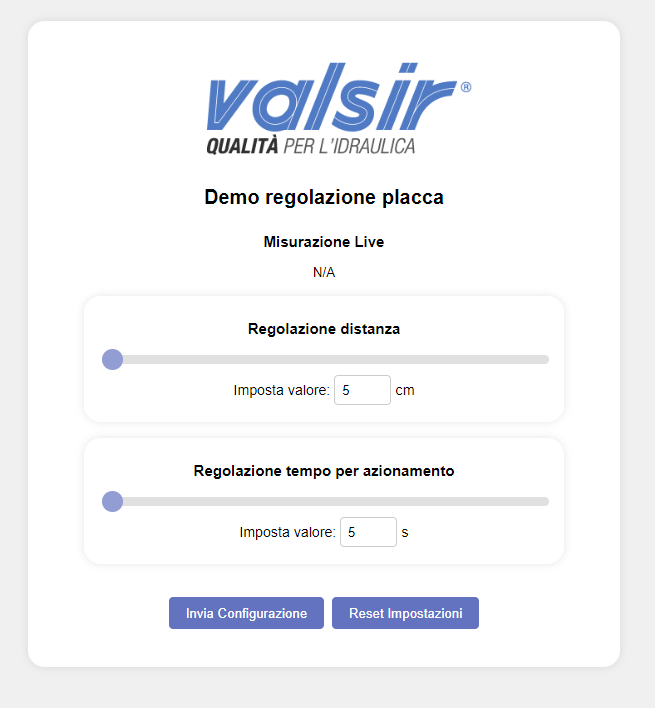 valsir®
QUALITÀ PER L'IDRAULICA
Demo regolazione placca
Misurazione Live
N/A
Regolazione distanza
Imposta valore: 5 cm
Regolazione tempo per azionamento
Imposta valore: 5 s
Invia Configurazione Reset Impostazioni